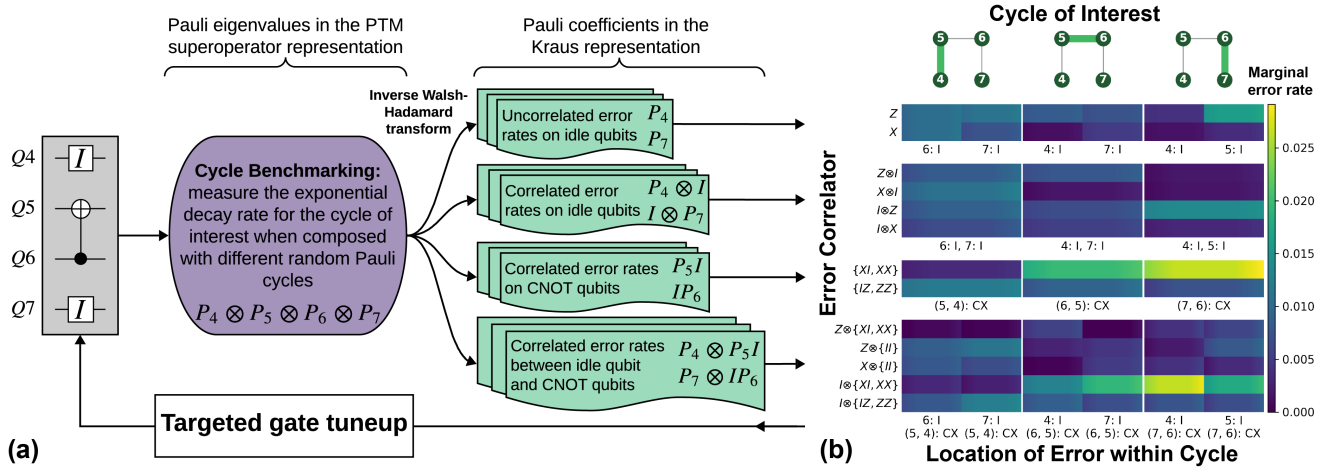 Pauli eigenvalues in the PTM
superoperator representation
Pauli coefficients in the
Kraus representation
Inverse Walsh-
Hadamard
transform
Q4
I
Q5
Q6
Q7
I
Cycle Benchmarking:
measure the exponential
decay rate for the cycle of
interest when composed
with different random Pauli
cycles
P₄ ⊗ P₅ ⊗ P₆ ⊗ P₇
Uncorrelated error
rates on idle qubits
P₄
P₇
Correlated error
rates on idle qubits
P₄ ⊗ I
I ⊗ P₇
Correlated error rates
on CNOT qubits
P₅I
IP₆
Correlated error rates
between idle qubit
and CNOT qubits
P₄ ⊗ P₅I
P₇ ⊗ IP₆
Targeted gate tuneup
(a)
Cycle of Interest
5 6 5 6 5 6
4 7 4 7 4 7
Marginal
error rate
Error Correlator
Z
X
6: I 7: I 4: I 7: I 4: I 5: I
Z⊗I
X⊗I
I⊗Z
I⊗X
6: I, 7: I 4: I, 7: I 4: I, 5: I
{XI, XX}
{IZ, ZZ}
(5, 4): CX (6, 5): CX (7, 6): CX
Z⊗{XI, XX}
Z⊗{II}
X⊗{II}
I⊗{XI, XX}
I⊗{IZ, ZZ}
6: I 7: I 4: I 7: I 4: I 5: I
(5, 4): CX (5, 4): CX (6, 5): CX (6, 5): CX (7, 6): CX (7, 6): CX
0.025
0.020
0.015
0.010
0.005
0.000
(b)
Location of Error within Cycle